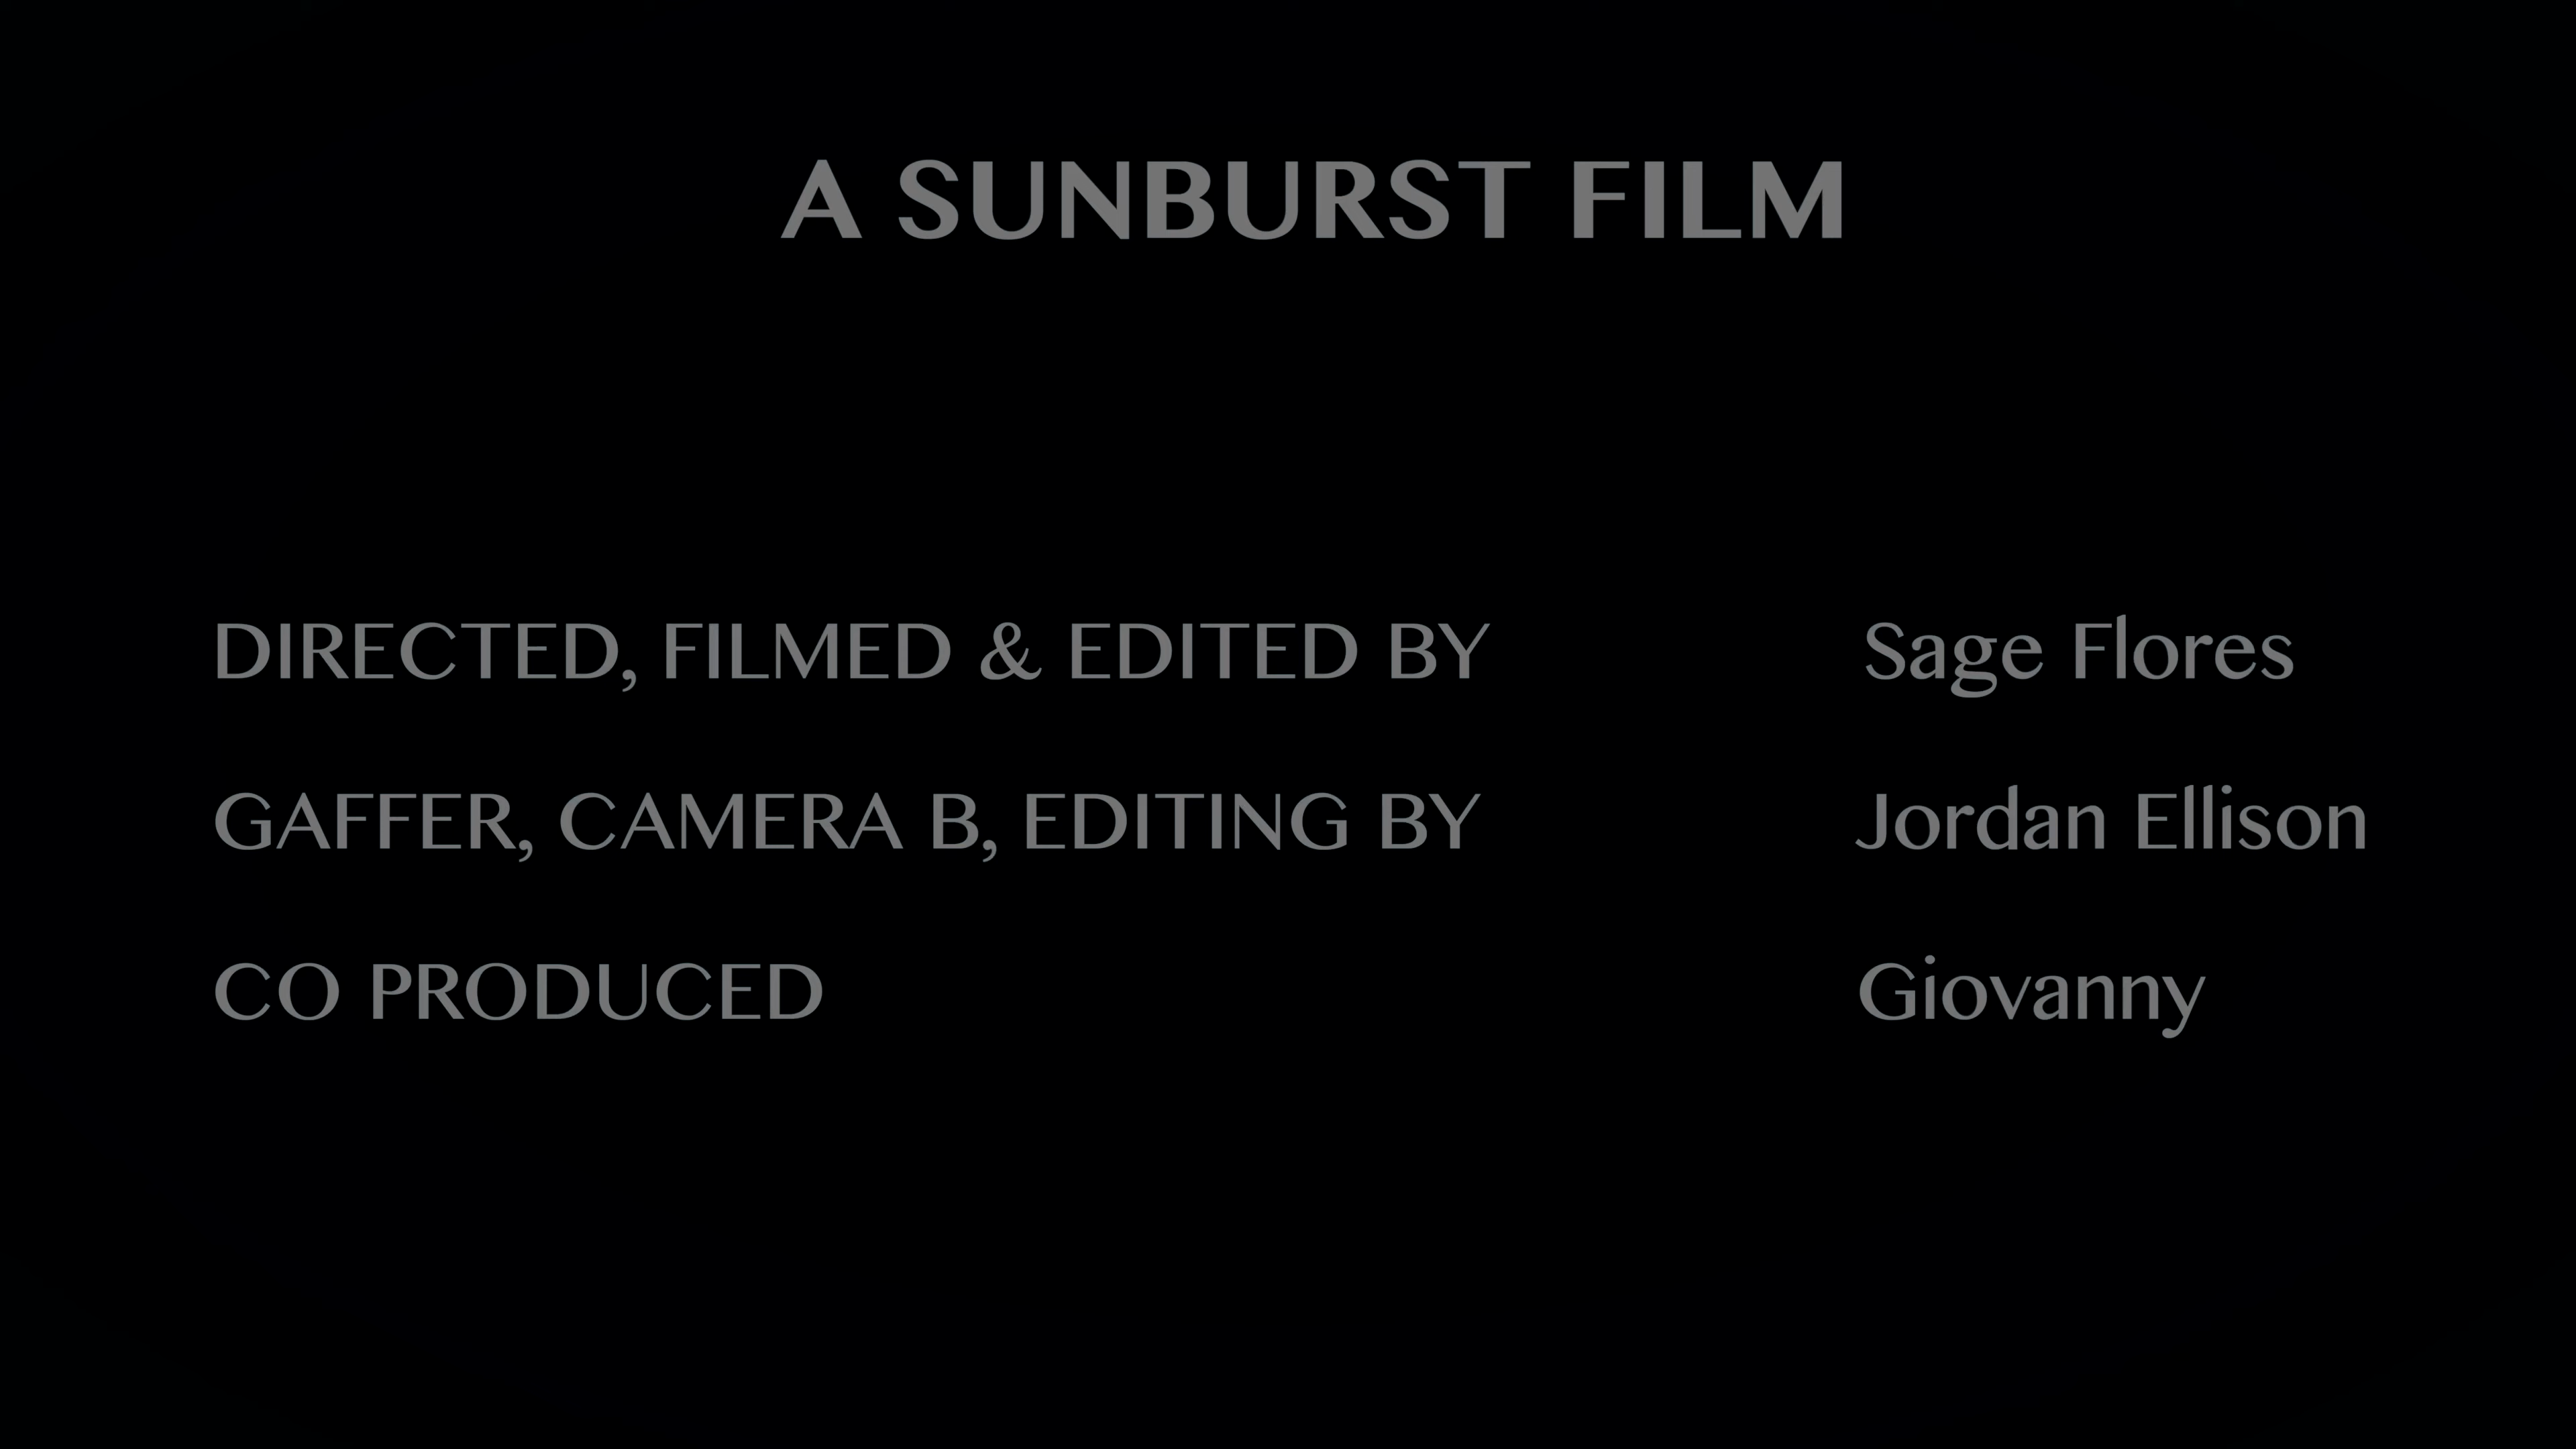 A SUNBURST FILM
DIRECTED, FILMED & EDITED BY Sage Flores
GAFFER, CAMERA B, EDITING BY Jordan Ellison
CO PRODUCED Giovanny